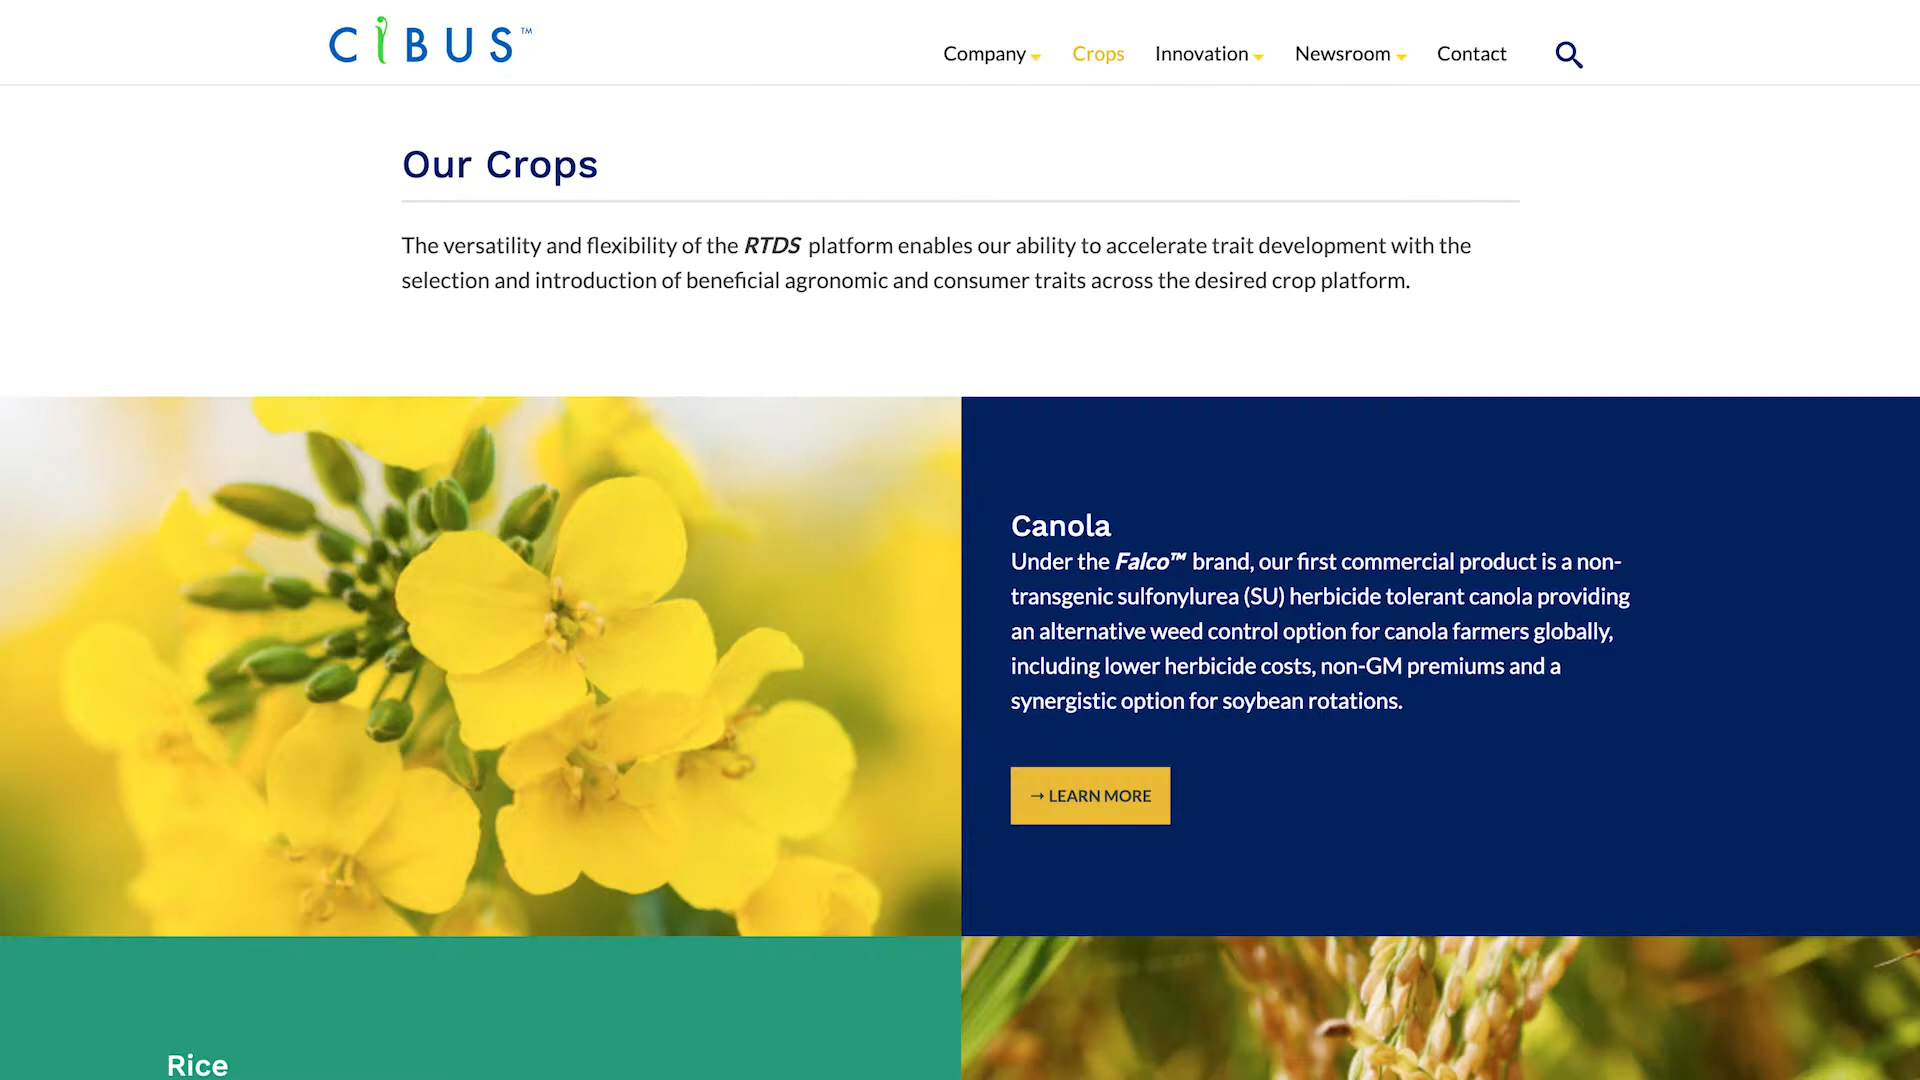 CIBUS™
Company Crops Innovation Newsroom Contact
Our Crops
The versatility and flexibility of the RTDS platform enables our ability to accelerate trait development with the
selection and introduction of beneficial agronomic and consumer traits across the desired crop platform.
Canola
Under the Falco™ brand, our first commercial product is a non-
transgenic sulfonylurea (SU) herbicide tolerant canola providing
an alternative weed control option for canola farmers globally,
including lower herbicide costs, non-GM premiums and a
synergistic option for soybean rotations.
→ LEARN MORE
Rice